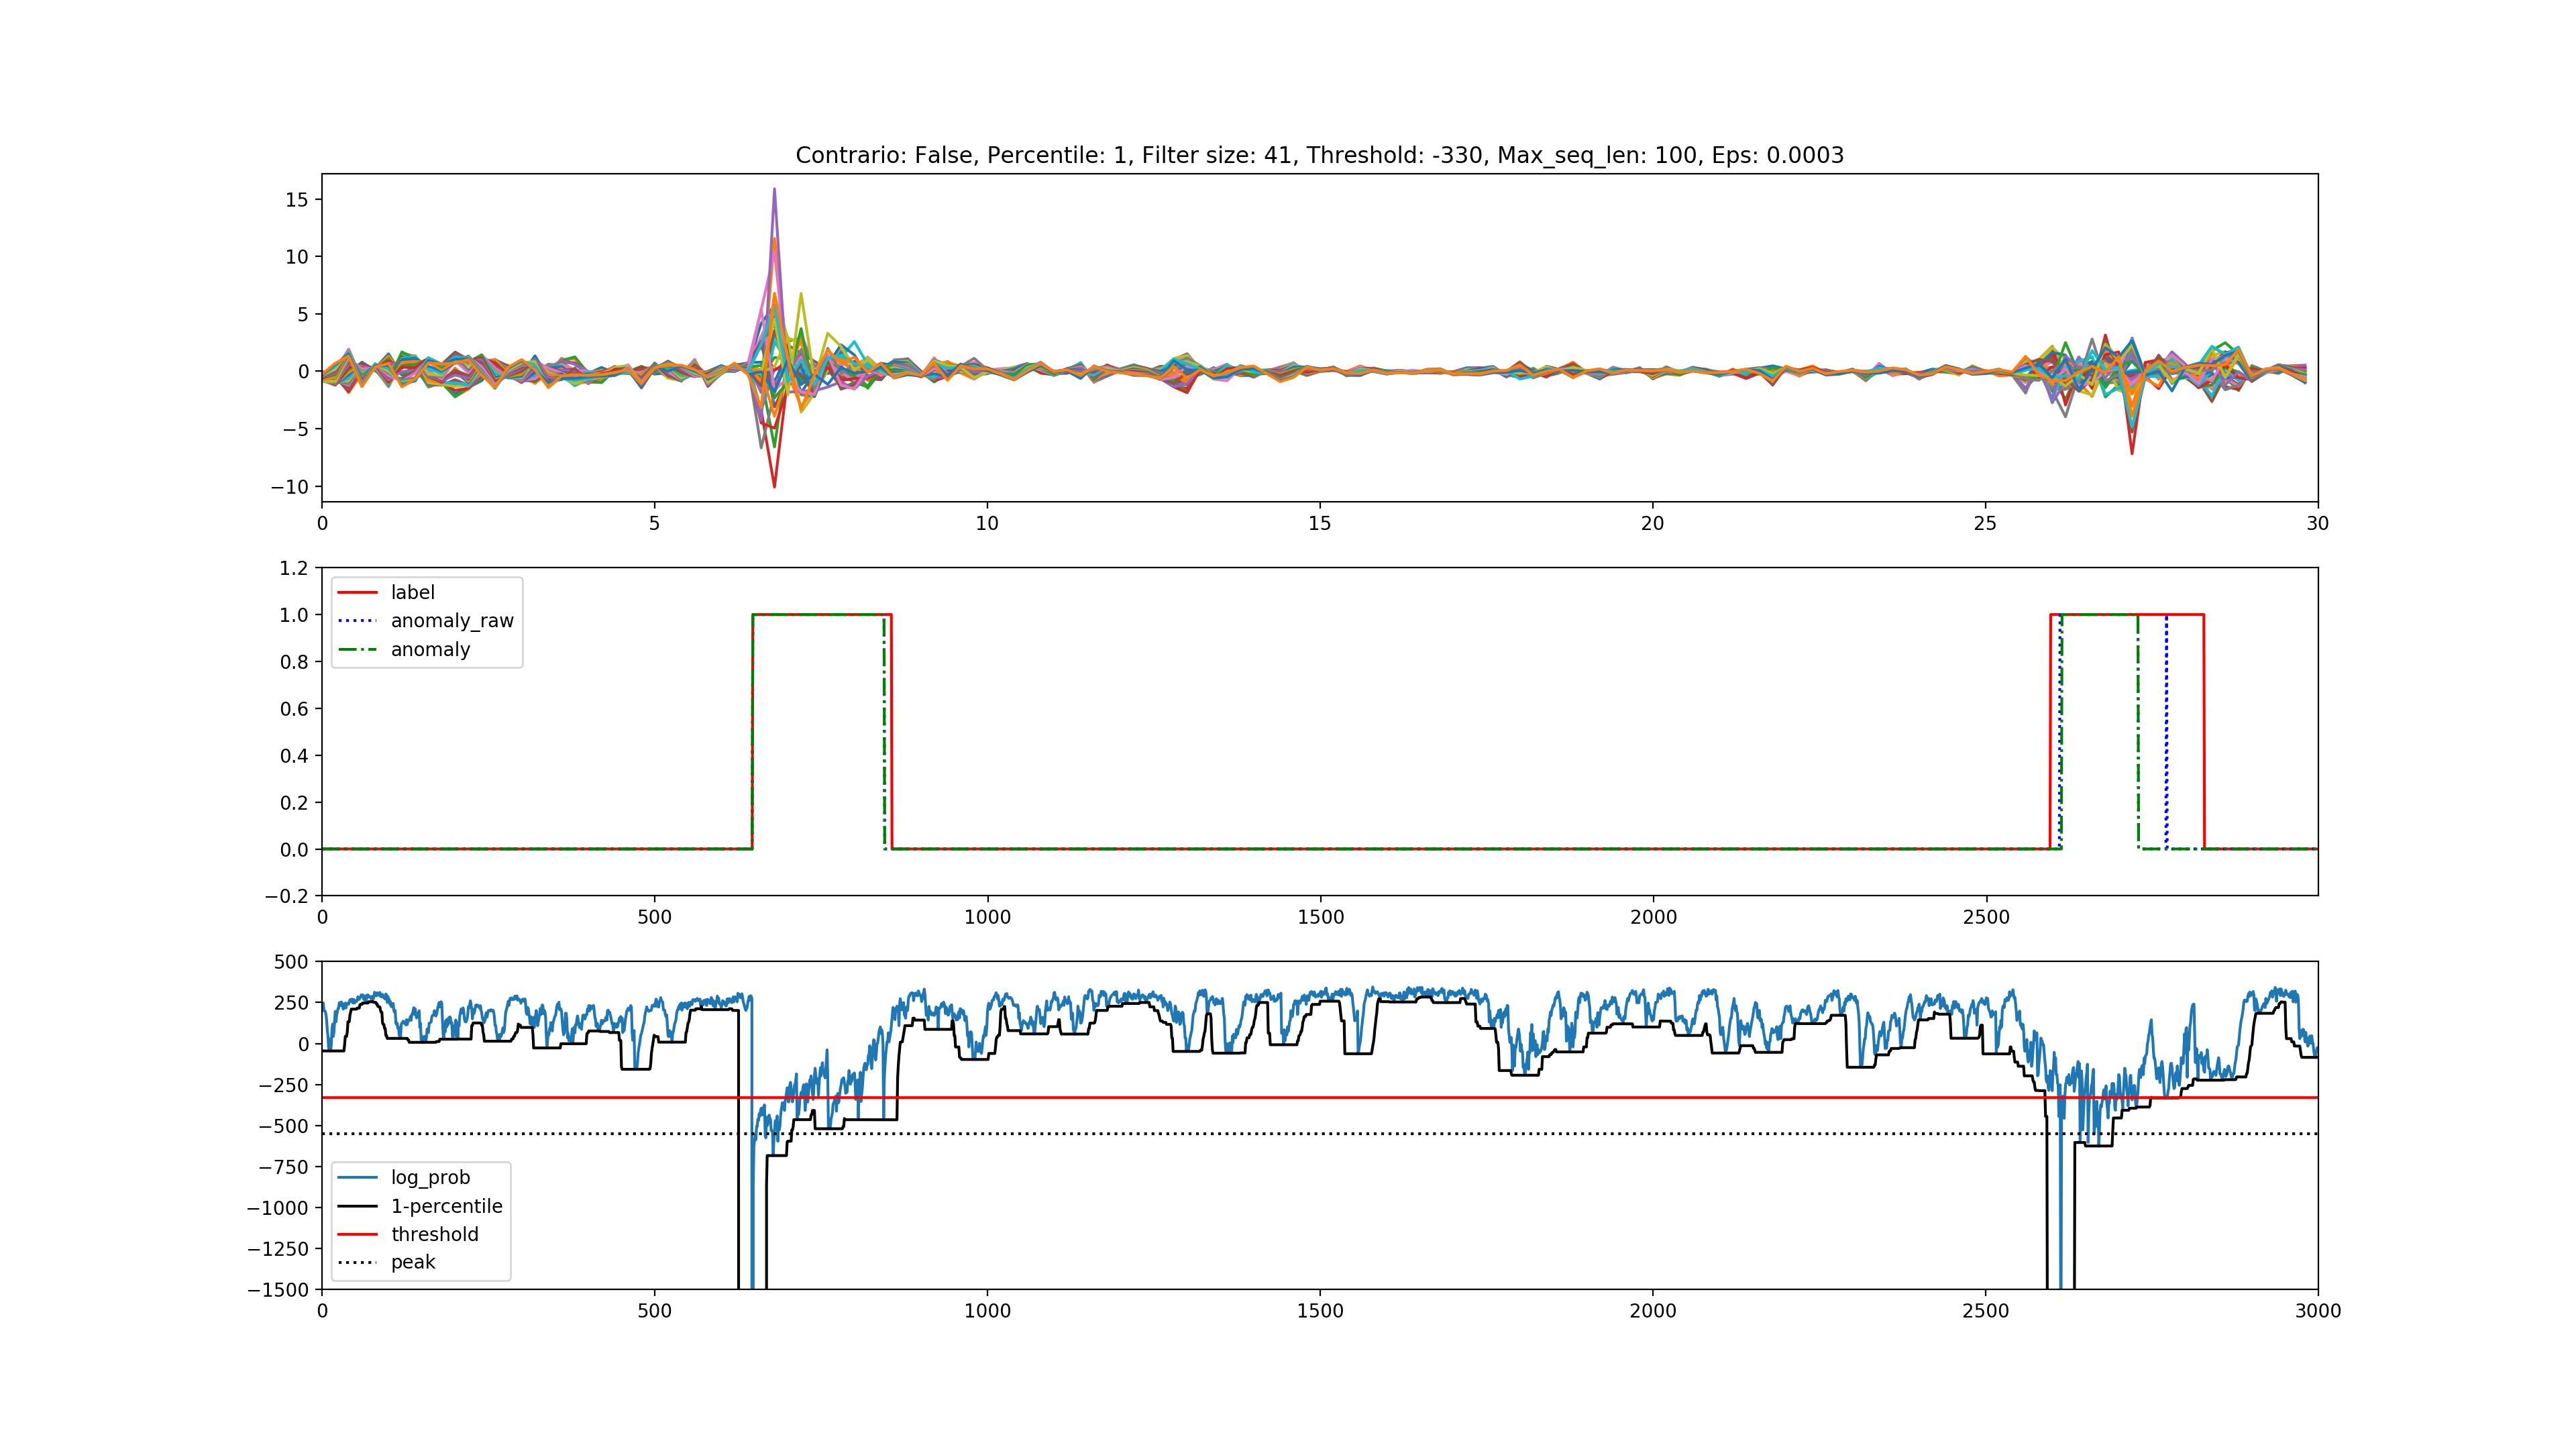 Contrario: False, Percentile: 1, Filter size: 41, Threshold: -330, Max_seq_len: 100, Eps: 0.0003
15
10
5
0
−5
−10
0 5 10 15 20 25 30
1.2
1.0
0.8
0.6
0.4
0.2
0.0
−0.2
label
anomaly_raw
anomaly
0 500 1000 1500 2000 2500
500
250
0
−250
−500
−750
−1000
−1250
−1500
log_prob
1-percentile
threshold
peak
0 500 1000 1500 2000 2500 3000